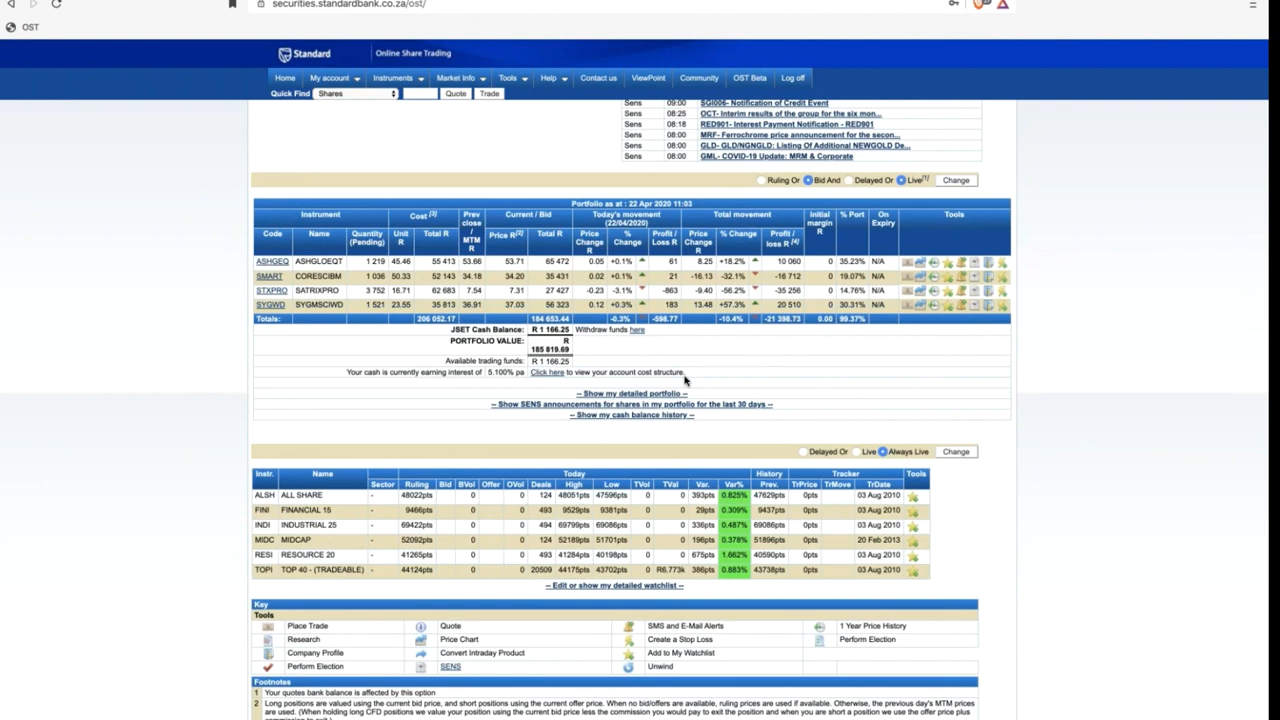 securities.standardbank.co.za/ost/
OST
Standard Online Share Trading
Home My account Instruments Market Info Tools Help Contact us ViewPoint Community OST Beta Log off
Quick Find Shares Quote Trade
Sens 09:00 SGI006- Notification of Credit Event
Sens 08:25 OCT- Interim results of the group for the six mon...
Sens 08:18 RED901- Interest Payment Notification - RED901
Sens 08:00 MRF- Ferrochrome price announcement for the secon...
Sens 08:00 GLD- GLD/NGNGLD: Listing Of Additional NEWGOLD De...
Sens 08:00 GML- COVID-19 Update: MRM & Corporate
Ruling Or Bid And Delayed Or Live[1] Change
Portfolio as at : 22 Apr 2020 11:03
Instrument Cost [3] Prev close / MTM R Current / Bid Today's movement (22/04/2020) Total movement Initial margin R % Port On Expiry Tools
Code Name Quantity (Pending) Unit R Total R Price R[2] Total R Price Change R % Change Profit / Loss R Price Change R % Change Profit / loss R [4]
ASHGEQ ASHGLOEQT 1 219 45.46 55 413 53.66 53.71 65 472 0.05 +0.1% 61 8.25 +18.2% 10 060 35.23% N/A
SMART CORESCIBM 1 036 50.33 52 143 34.18 34.20 35 431 0.02 +0.1% 21 -16.13 -32.1% -16 712 19.07% N/A
STXPRO SATRIXPRO 3 752 16.71 62 683 7.54 7.31 27 427 -0.23 -3.1% -863 -9.40 -56.2% -35 256 14.76% N/A
SYGWD SYGMSCIWD 1 521 23.55 35 813 36.91 37.03 56 323 0.12 +0.3% 183 13.48 +57.3% 20 510 30.31% N/A
Totals: 206 052.17 184 653.44 -0.3% -598.77 -10.4% -21 398.73 0.00 99.37%
JSET Cash Balance: R 1 166.25 Withdraw funds here
PORTFOLIO VALUE: R 185 819.69
Available trading funds: R 1 166.25
Your cash is currently earning interest of 5.100% pa Click here to view your account cost structure.
-- Show my detailed portfolio --
-- Show SENS announcements for shares in my portfolio for the last 30 days --
-- Show my cash balance history --
Delayed Or Live Always Live Change
Instr. Name Today History Tracker Tools
Sector Ruling Bid BVol Offer OVol Deals High Low TVol TVal Var. Var% Prev. TrPrice TrMove TrDate
ALSH ALL SHARE - 48022pts 0 0 124 48051pts 47596pts 0 0 393pts 0.825% 47629pts 0pts 03 Aug 2010
FINI FINANCIAL 15 - 9466pts 0 0 493 9529pts 9381pts 0 0 29pts 0.309% 9437pts 0pts 03 Aug 2010
INDI INDUSTRIAL 25 - 69422pts 0 0 494 69799pts 69086pts 0 0 336pts 0.487% 69086pts 0pts 03 Aug 2010
MIDC MIDCAP - 52092pts 0 0 124 52189pts 51701pts 0 0 196pts 0.378% 51896pts 0pts 20 Feb 2013
RESI RESOURCE 20 - 41265pts 0 0 493 41284pts 40198pts 0 0 675pts 1.662% 40590pts 0pts 03 Aug 2010
TOPI TOP 40 - (TRADEABLE) - 44124pts 0 0 20509 44175pts 43702pts 0 R6.773k 386pts 0.883% 43738pts 0pts 03 Aug 2010
-- Edit or show my detailed watchlist --
Key
Tools
Place Trade Quote SMS and E-Mail Alerts 1 Year Price History
Research Price Chart Create a Stop Loss Perform Election
Company Profile Convert Intraday Product Add to My Watchlist
Perform Election SENS Unwind
Footnotes
1 Your quotes bank balance is affected by this option
2 Long positions are valued using the current bid price, and short positions using the current offer price. When no bid/offers are available, ruling prices are used if available. Otherwise, the previous day's MTM prices
are used. (When holding long CFD positions we value your position using the current bid price less the commission you would pay to exit the position and when you are short a position we use the offer price plus